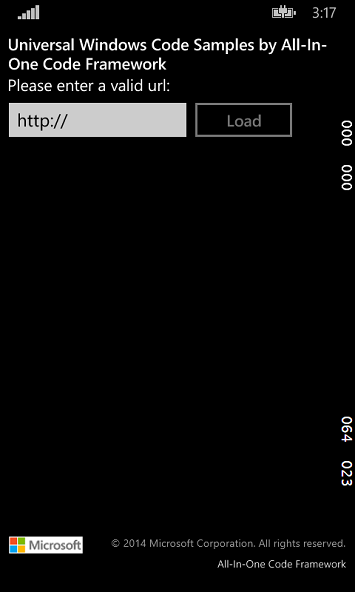 3:17
Universal Windows Code Samples by All-In-
One Code Framework
Please enter a valid url:
http://
Load
000
000
064
023
Microsoft
© 2014 Microsoft Corporation. All rights reserved.
All-In-One Code Framework